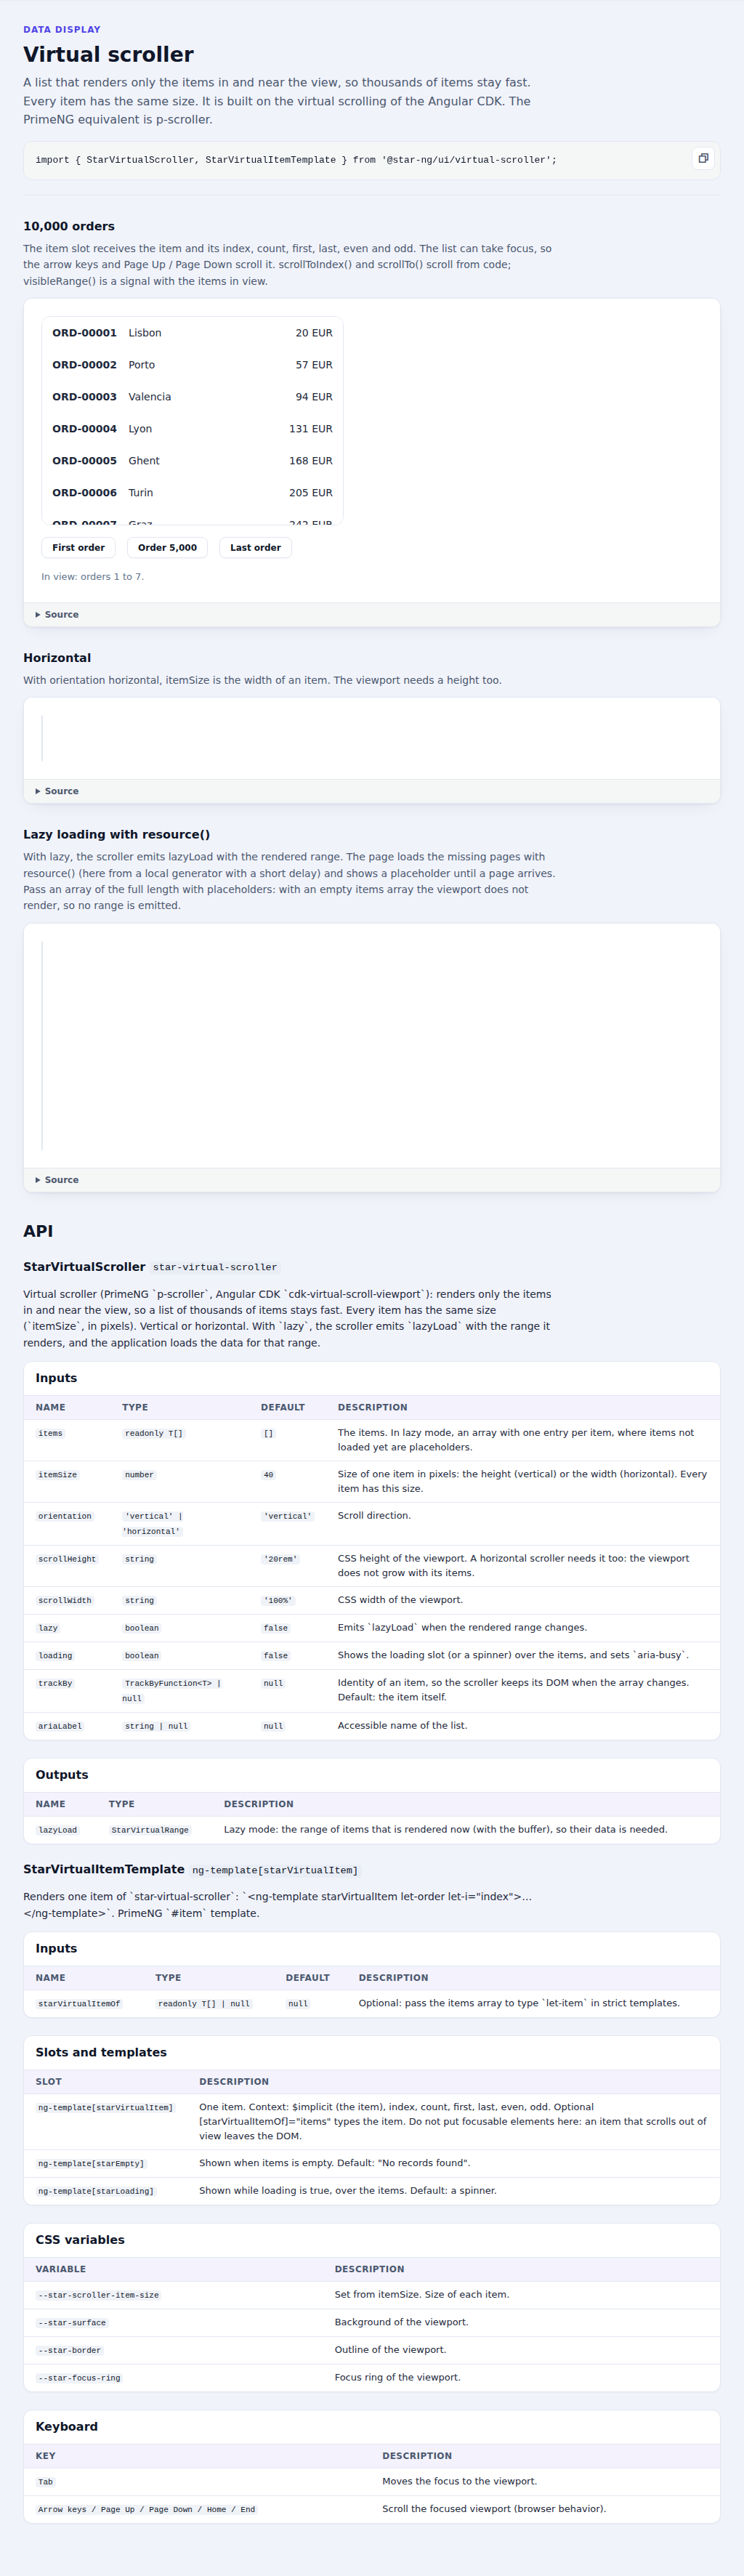 DATA DISPLAY
Virtual scroller
A list that renders only the items in and near the view, so thousands of items stay fast.
Every item has the same size. It is built on the virtual scrolling of the Angular CDK. The
PrimeNG equivalent is p-scroller.
import { StarVirtualScroller, StarVirtualItemTemplate } from '@star-ng/ui/virtual-scroller';
10,000 orders
The item slot receives the item and its index, count, first, last, even and odd. The list can take focus, so
the arrow keys and Page Up / Page Down scroll it. scrollToIndex() and scrollTo() scroll from code;
visibleRange() is a signal with the items in view.
ORD-00001 Lisbon 20 EUR
ORD-00002 Porto 57 EUR
ORD-00003 Valencia 94 EUR
ORD-00004 Lyon 131 EUR
ORD-00005 Ghent 168 EUR
ORD-00006 Turin 205 EUR
ORD-00007 Graz 242 EUR
First order Order 5,000 Last order
In view: orders 1 to 7.
Source
Horizontal
With orientation horizontal, itemSize is the width of an item. The viewport needs a height too.
Source
Lazy loading with resource()
With lazy, the scroller emits lazyLoad with the rendered range. The page loads the missing pages with
resource() (here from a local generator with a short delay) and shows a placeholder until a page arrives.
Pass an array of the full length with placeholders: with an empty items array the viewport does not
render, so no range is emitted.
Source
API
StarVirtualScroller star-virtual-scroller
Virtual scroller (PrimeNG `p-scroller`, Angular CDK `cdk-virtual-scroll-viewport`): renders only the items
in and near the view, so a list of thousands of items stays fast. Every item has the same size
(`itemSize`, in pixels). Vertical or horizontal. With `lazy`, the scroller emits `lazyLoad` with the range it
renders, and the application loads the data for that range.
Inputs
NAME TYPE DEFAULT DESCRIPTION
items readonly T[] [] The items. In lazy mode, an array with one entry per item, where items not
loaded yet are placeholders.
itemSize number 40 Size of one item in pixels: the height (vertical) or the width (horizontal). Every
item has this size.
orientation 'vertical' | 'vertical' Scroll direction.
'horizontal'
scrollHeight string '20rem' CSS height of the viewport. A horizontal scroller needs it too: the viewport
does not grow with its items.
scrollWidth string '100%' CSS width of the viewport.
lazy boolean false Emits `lazyLoad` when the rendered range changes.
loading boolean false Shows the loading slot (or a spinner) over the items, and sets `aria-busy`.
trackBy TrackByFunction<T> | null Identity of an item, so the scroller keeps its DOM when the array changes.
null Default: the item itself.
ariaLabel string | null null Accessible name of the list.
Outputs
NAME TYPE DESCRIPTION
lazyLoad StarVirtualRange Lazy mode: the range of items that is rendered now (with the buffer), so their data is needed.
StarVirtualItemTemplate ng-template[starVirtualItem]
Renders one item of `star-virtual-scroller`: `<ng-template starVirtualItem let-order let-i="index">…
</ng-template>`. PrimeNG `#item` template.
Inputs
NAME TYPE DEFAULT DESCRIPTION
starVirtualItemOf readonly T[] | null null Optional: pass the items array to type `let-item` in strict templates.
Slots and templates
SLOT DESCRIPTION
ng-template[starVirtualItem] One item. Context: $implicit (the item), index, count, first, last, even, odd. Optional
[starVirtualItemOf]="items" types the item. Do not put focusable elements here: an item that scrolls out of
view leaves the DOM.
ng-template[starEmpty] Shown when items is empty. Default: "No records found".
ng-template[starLoading] Shown while loading is true, over the items. Default: a spinner.
CSS variables
VARIABLE DESCRIPTION
--star-scroller-item-size Set from itemSize. Size of each item.
--star-surface Background of the viewport.
--star-border Outline of the viewport.
--star-focus-ring Focus ring of the viewport.
Keyboard
KEY DESCRIPTION
Tab Moves the focus to the viewport.
Arrow keys / Page Up / Page Down / Home / End Scroll the focused viewport (browser behavior).